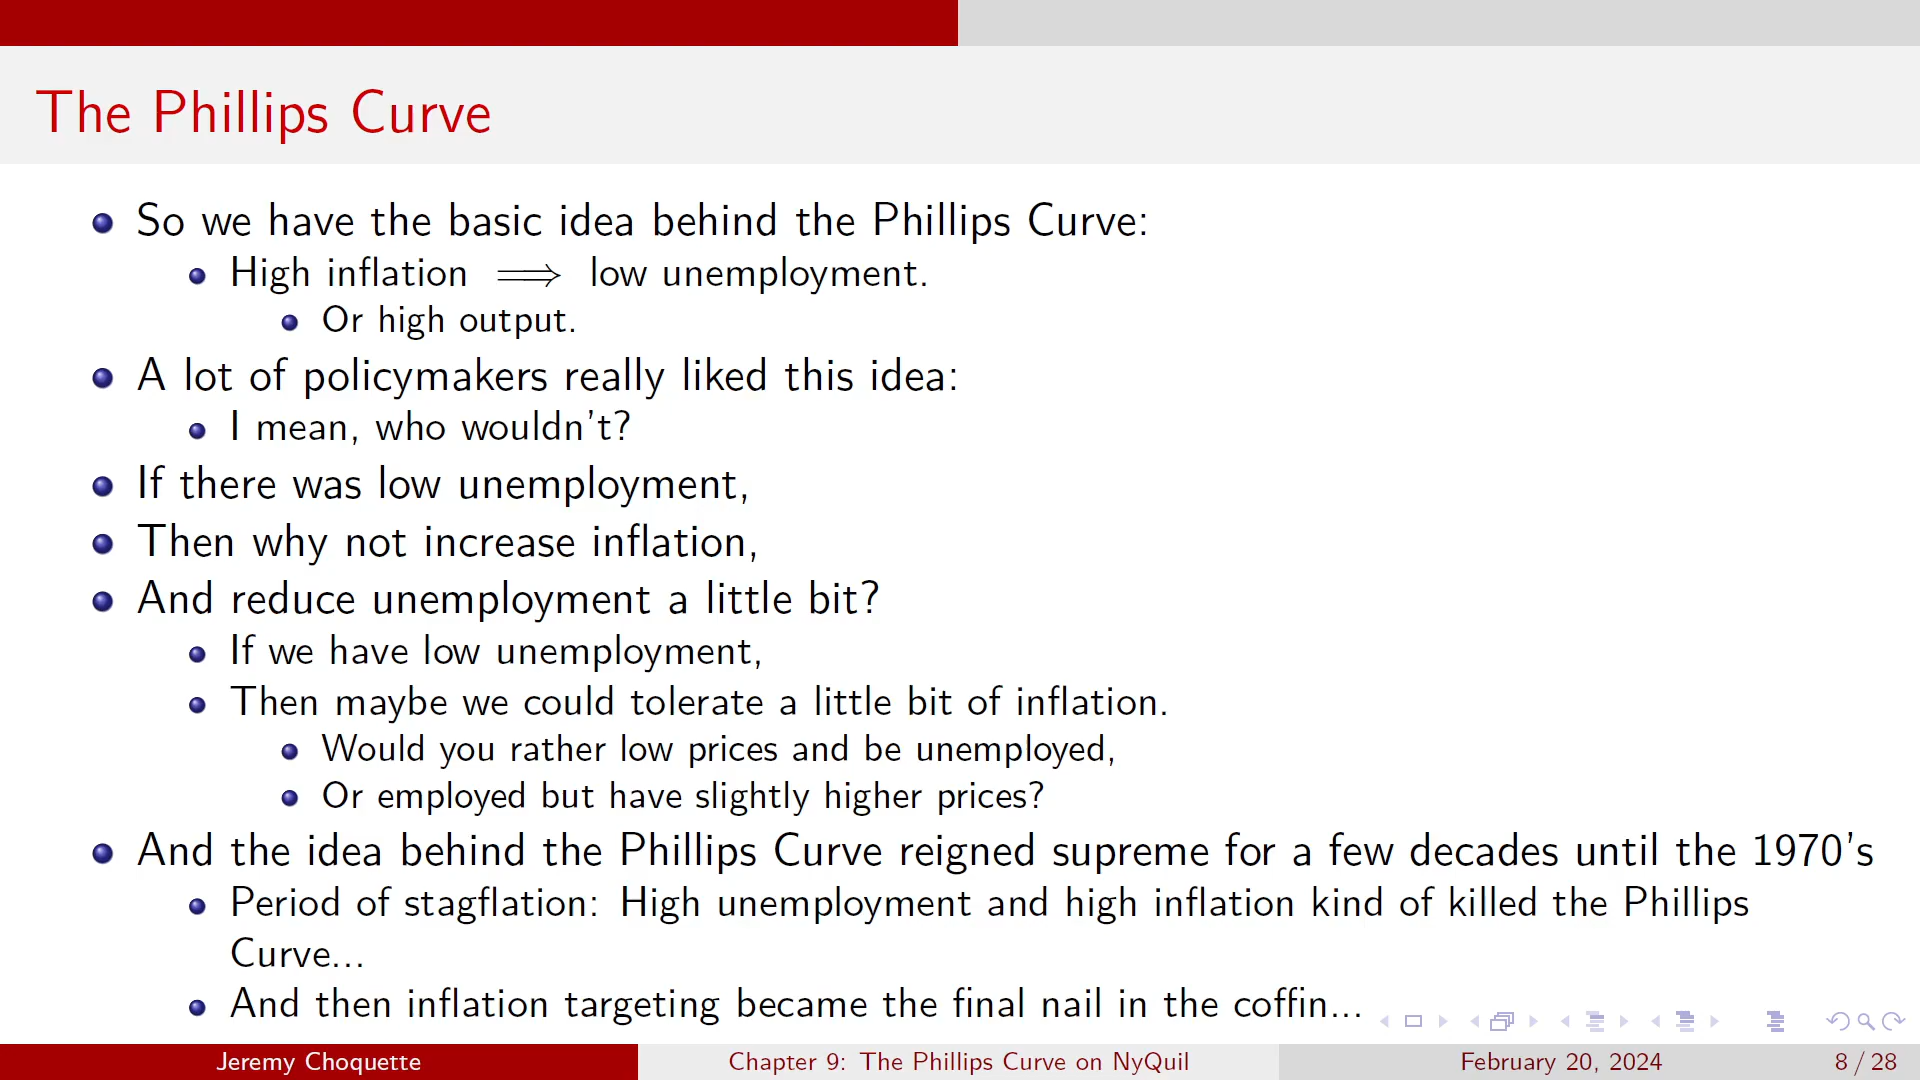 The Phillips Curve
So we have the basic idea behind the Phillips Curve:
High inflation ⟹ low unemployment.
Or high output.
A lot of policymakers really liked this idea:
I mean, who wouldn't?
If there was low unemployment,
Then why not increase inflation,
And reduce unemployment a little bit?
If we have low unemployment,
Then maybe we could tolerate a little bit of inflation.
Would you rather low prices and be unemployed,
Or employed but have slightly higher prices?
And the idea behind the Phillips Curve reigned supreme for a few decades until the 1970's
Period of stagflation: High unemployment and high inflation kind of killed the Phillips
Curve...
And then inflation targeting became the final nail in the coffin...
Jeremy Choquette
Chapter 9: The Phillips Curve on NyQuil
February 20, 2024
8 / 28